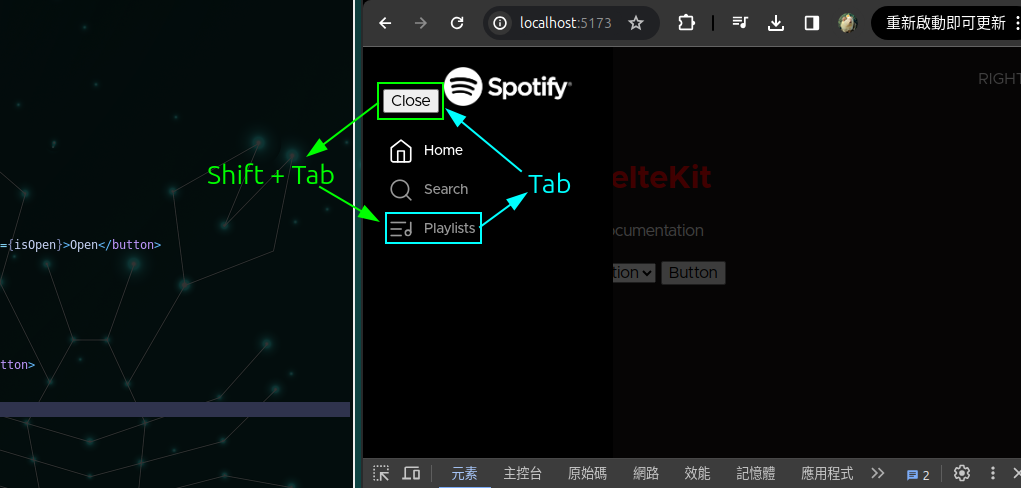 localhost:5173
重新啟動即可更新
={isOpen}>Open</button>
tton>
Spotify
Close
Home
Search
Playlists
Shift + Tab
Tab
RIGHT
elteKit
ocumentation
tion
Button
元素
主控台
原始碼
網路
效能
記憶體
應用程式
2